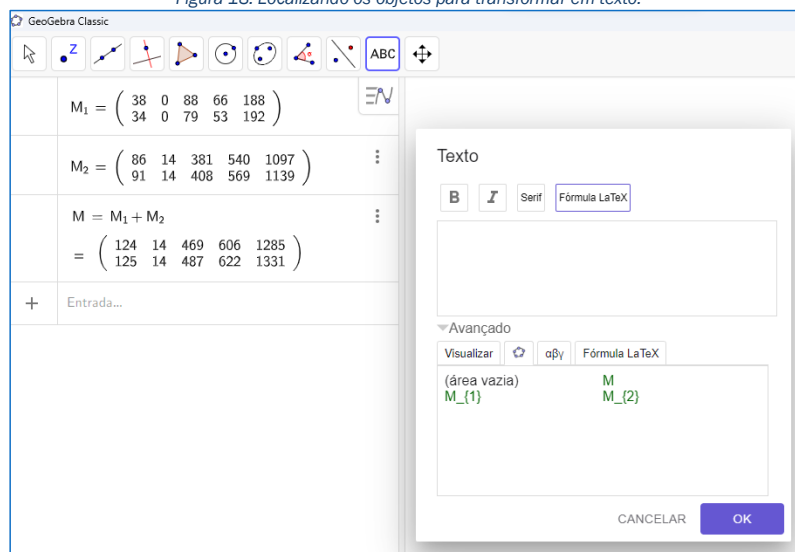 Figura 18. Localizando os objetos para transformar em texto.
GeoGebra Classic
Z
ABC
M₁ = ( 38 0 88 66 188
34 0 79 53 192 )
M₂ = ( 86 14 381 540 1097
91 14 408 569 1139 )
M = M₁ + M₂
= ( 124 14 469 606 1285
125 14 487 622 1331 )
+ Entrada...
Texto
B I Serif Fórmula LaTeX
Avançado
Visualizar αβγ Fórmula LaTeX
(área vazia) M
M_{1} M_{2}
CANCELAR OK